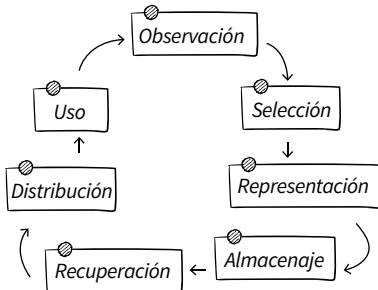 Observación
Selección
Representación
Almacenaje
Recuperación
Distribución
Uso